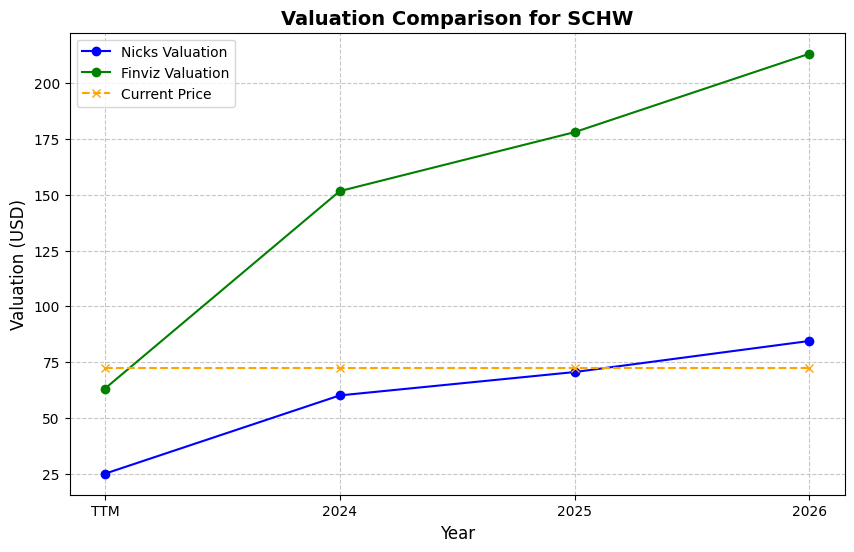 Valuation Comparison for SCHW
Nicks Valuation
Finviz Valuation
Current Price
Valuation (USD)
200
175
150
125
100
75
50
25
TTM
2024
2025
2026
Year